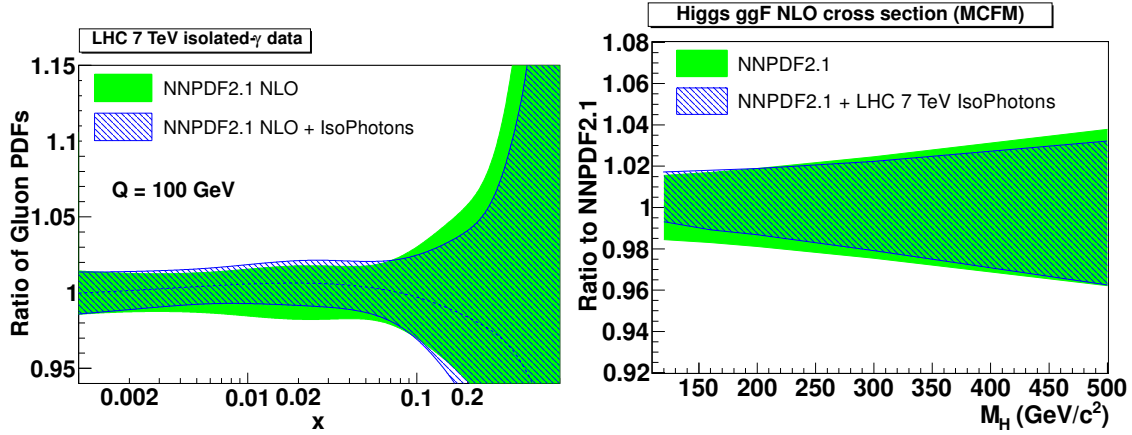 LHC 7 TeV isolated-γ data
Ratio of Gluon PDFs
1.15
1.1
1.05
1
0.95
NNPDF2.1 NLO
NNPDF2.1 NLO + IsoPhotons
Q = 100 GeV
0.002 0.01 0.02 0.1 0.2
x
Higgs ggF NLO cross section (MCFM)
Ratio to NNPDF2.1
1.08
1.06
1.04
1.02
1
0.98
0.96
0.94
0.92
NNPDF2.1
NNPDF2.1 + LHC 7 TeV IsoPhotons
150 200 250 300 350 400 450 500
M_H (GeV/c²)